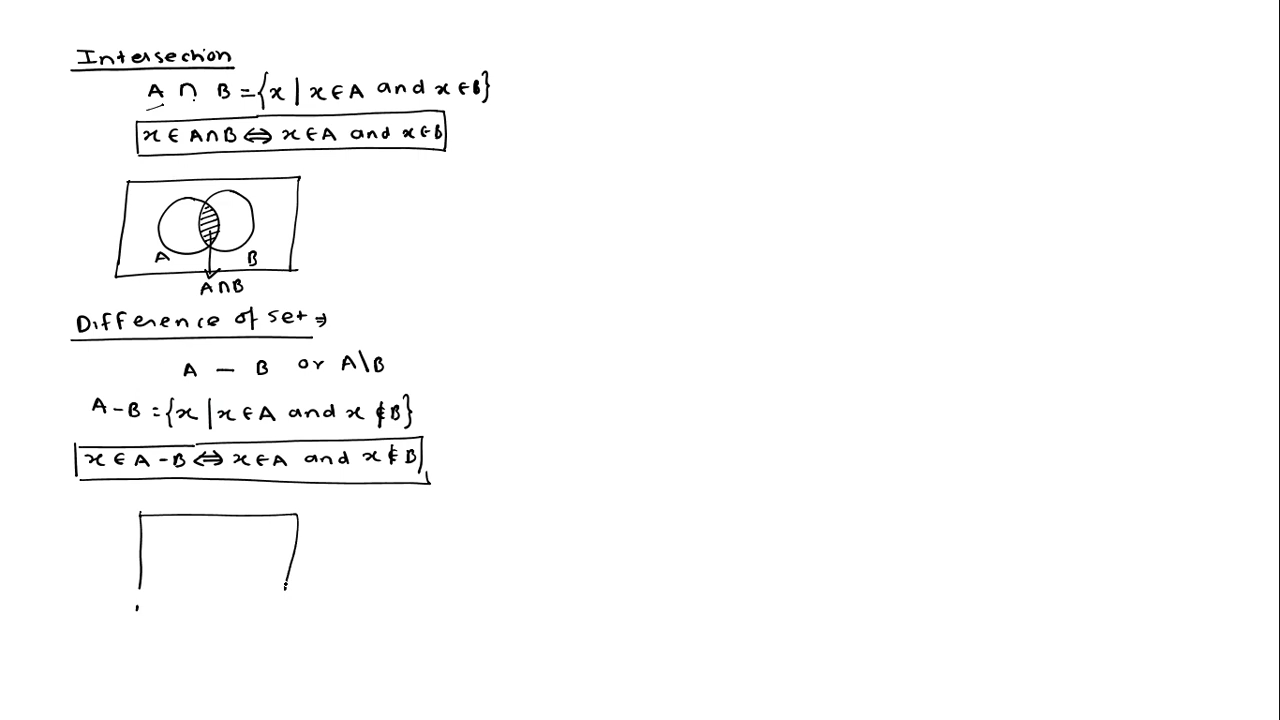 Intersection
A ∩ B = {x | x ∈ A and x ∈ B}
x ∈ A∩B ⇔ x ∈ A and x ∈ B
A B
A∩B
Difference of set ⇒
A — B or A\B
A-B = {x | x ∈ A and x ∉ B}
x ∈ A-B ⇔ x ∈ A and x ∉ B